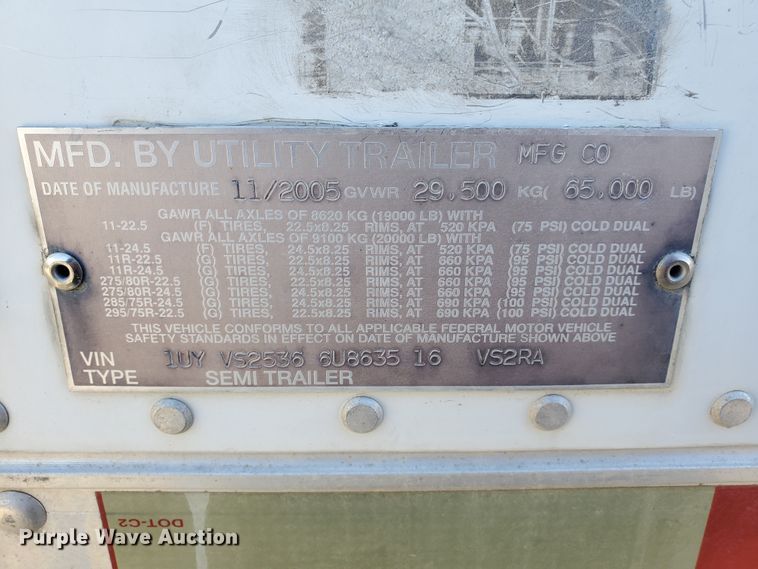 MFD. BY UTILITY TRAILER MFG CO
DATE OF MANUFACTURE 11/2005 GVWR 29,500 KG( 65,000 LB)
GAWR ALL AXLES OF 8620 KG (19000 LB) WITH
11-22.5 (F) TIRES, 22.5x8.25 RIMS, AT 520 KPA (75 PSI) COLD DUAL
GAWR ALL AXLES OF 9100 KG (20000 LB) WITH
11-24.5 (F) TIRES, 24.5x8.25 RIMS, AT 520 KPA (75 PSI) COLD DUAL
11R-22.5 (G) TIRES, 22.5x8.25 RIMS, AT 660 KPA (95 PSI) COLD DUAL
11R-24.5 (G) TIRES, 24.5x8.25 RIMS, AT 660 KPA (95 PSI) COLD DUAL
275/80R-22.5 (G) TIRES, 22.5x8.25 RIMS, AT 660 KPA (95 PSI) COLD DUAL
275/80R-24.5 (G) TIRES, 24.5x8.25 RIMS, AT 660 KPA (95 PSI) COLD DUAL
285/75R-24.5 (G) TIRES, 24.5x8.25 RIMS, AT 690 KPA (100 PSI) COLD DUAL
295/75R-22.5 (G) TIRES, 22.5x8.25 RIMS, AT 690 KPA (100 PSI) COLD DUAL
THIS VEHICLE CONFORMS TO ALL APPLICABLE FEDERAL MOTOR VEHICLE
SAFETY STANDARDS IN EFFECT ON DATE OF MANUFACTURE SHOWN ABOVE
VIN 1UY VS2536 6U8635 16 VS2RA
TYPE SEMI TRAILER
DOT-C2
Purple Wave Auction